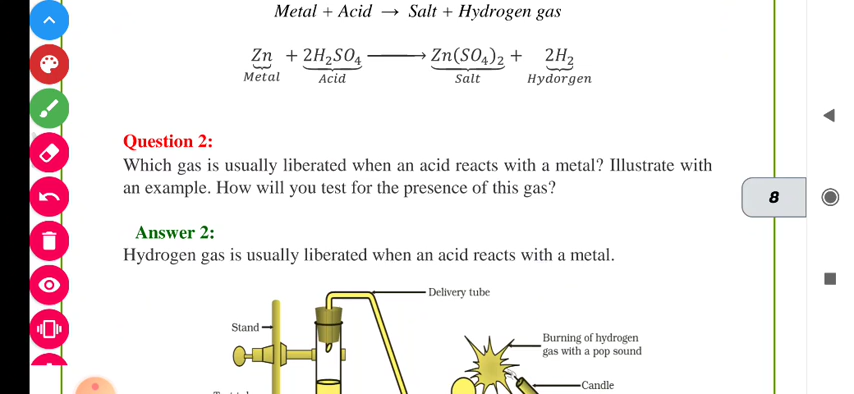 Metal + Acid → Salt + Hydrogen gas
Zn + 2H₂SO₄ ⟶ Zn(SO₄)₂ + 2H₂
Metal Acid Salt Hydorgen
Question 2:
Which gas is usually liberated when an acid reacts with a metal? Illustrate with
an example. How will you test for the presence of this gas?
8
Answer 2:
Hydrogen gas is usually liberated when an acid reacts with a metal.
Delivery tube
Stand
Burning of hydrogen
gas with a pop sound
Candle